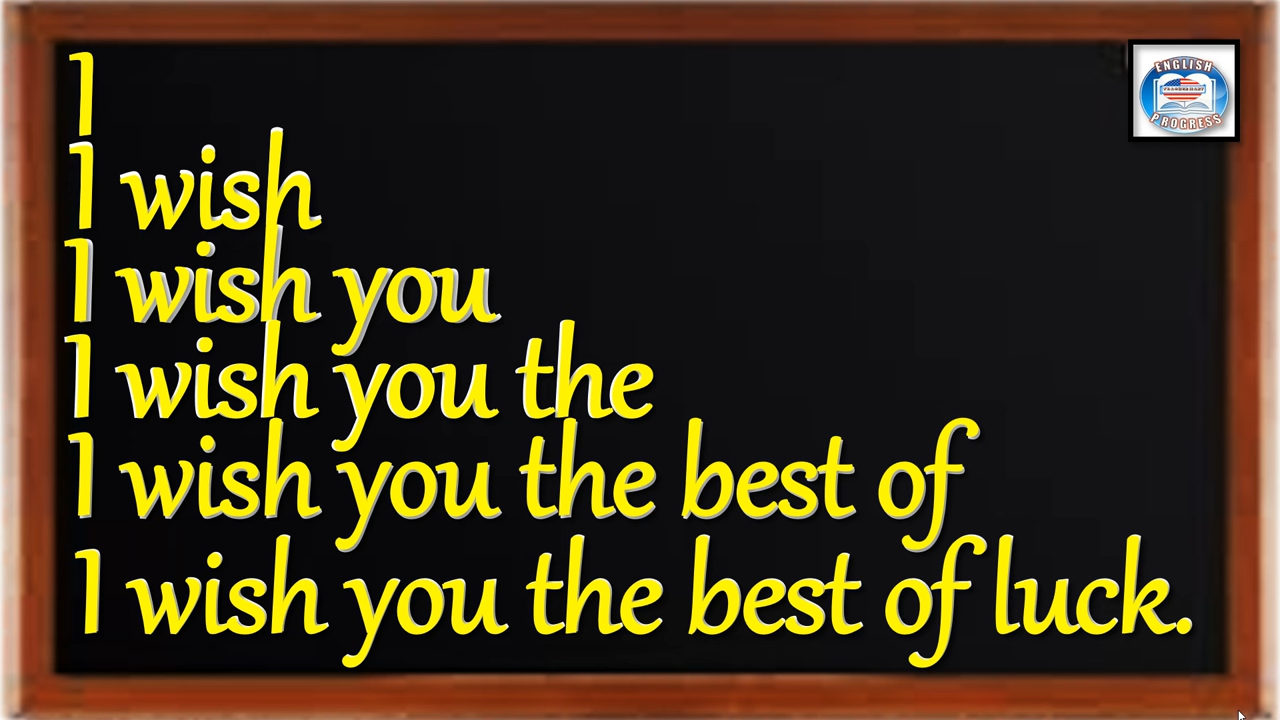 I
I wish
I wish you
I wish you the
I wish you the best of
I wish you the best of luck.
ENGLISH
PROGRESS